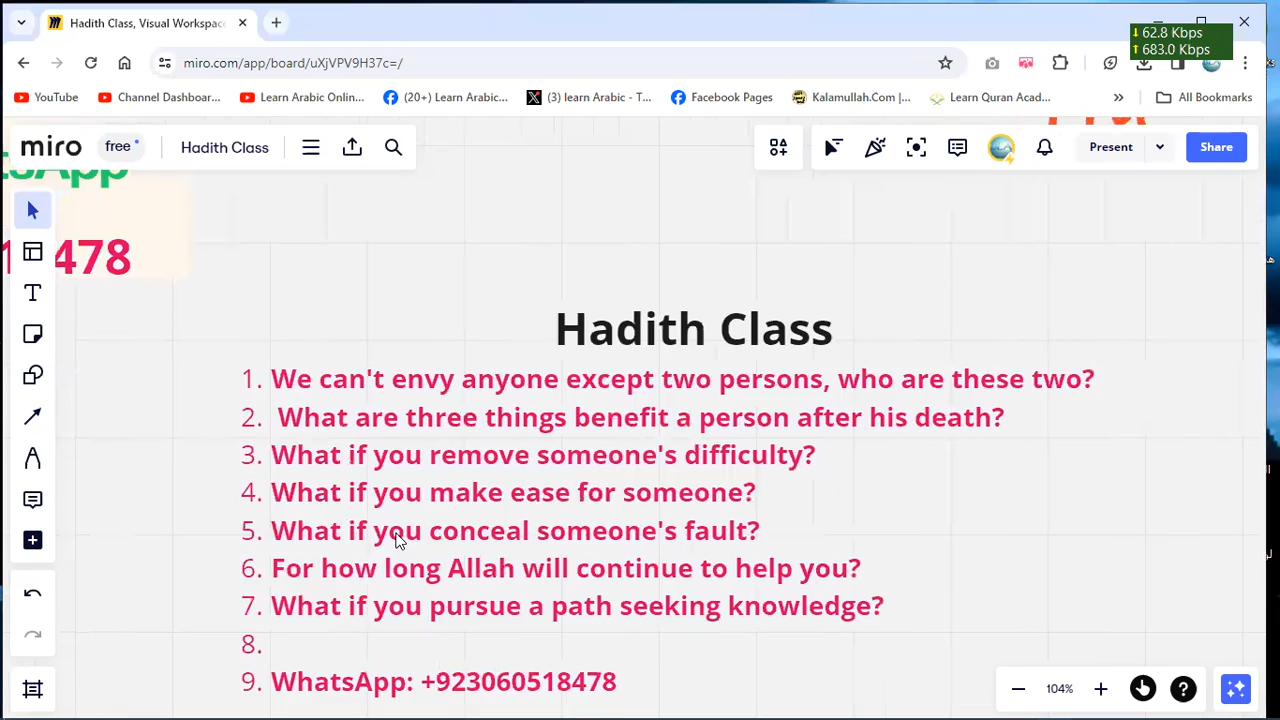 Hadith Class, Visual Workspac
62.8 Kbps
683.0 Kbps
miro.com/app/board/uXjVPV9H37c=/
YouTube
Channel Dashboar...
Learn Arabic Onlin...
(20+) Learn Arabic...
(3) learn Arabic - T...
Facebook Pages
Kalamullah.Com |...
Learn Quran Acad...
All Bookmarks
miro
free
Hadith Class
Present
Share
478
Hadith Class
1. We can't envy anyone except two persons, who are these two?
2. What are three things benefit a person after his death?
3. What if you remove someone's difficulty?
4. What if you make ease for someone?
5. What if you conceal someone's fault?
6. For how long Allah will continue to help you?
7. What if you pursue a path seeking knowledge?
8.
9. WhatsApp: +923060518478
104%